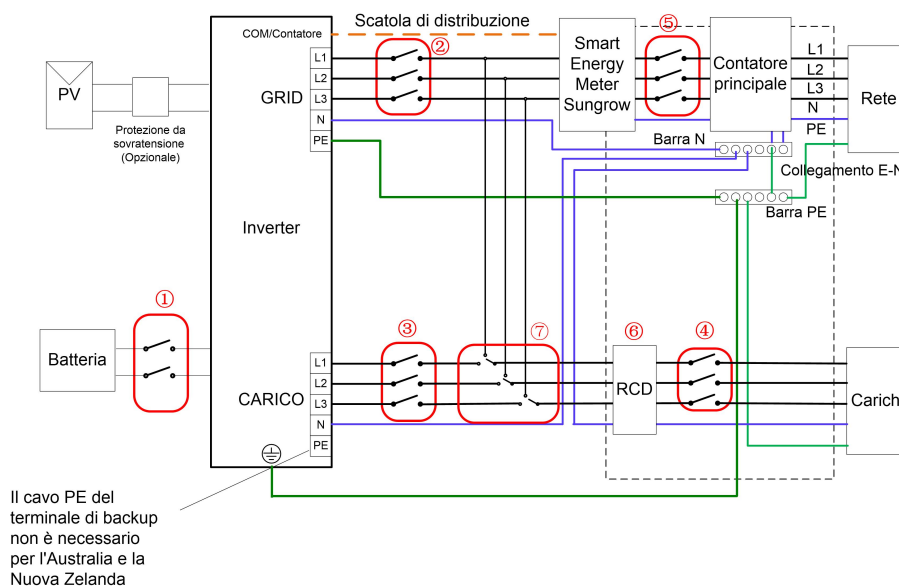 Scatola di distribuzione
COM/Contatore
②
⑤
L1
L2
GRID
L3
N
PE
Smart
Energy
Meter
Sungrow
Contatore
principale
L1
L2
L3
N
PE
Rete
PV
Protezione da
sovratensione
(Opzionale)
Barra N
Collegamento E-N
Barra PE
Inverter
①
③
⑦
⑥
④
Batteria
L1
L2
CARICO
L3
N
PE
RCD
Carich
Il cavo PE del
terminale di backup
non è necessario
per l'Australia e la
Nuova Zelanda